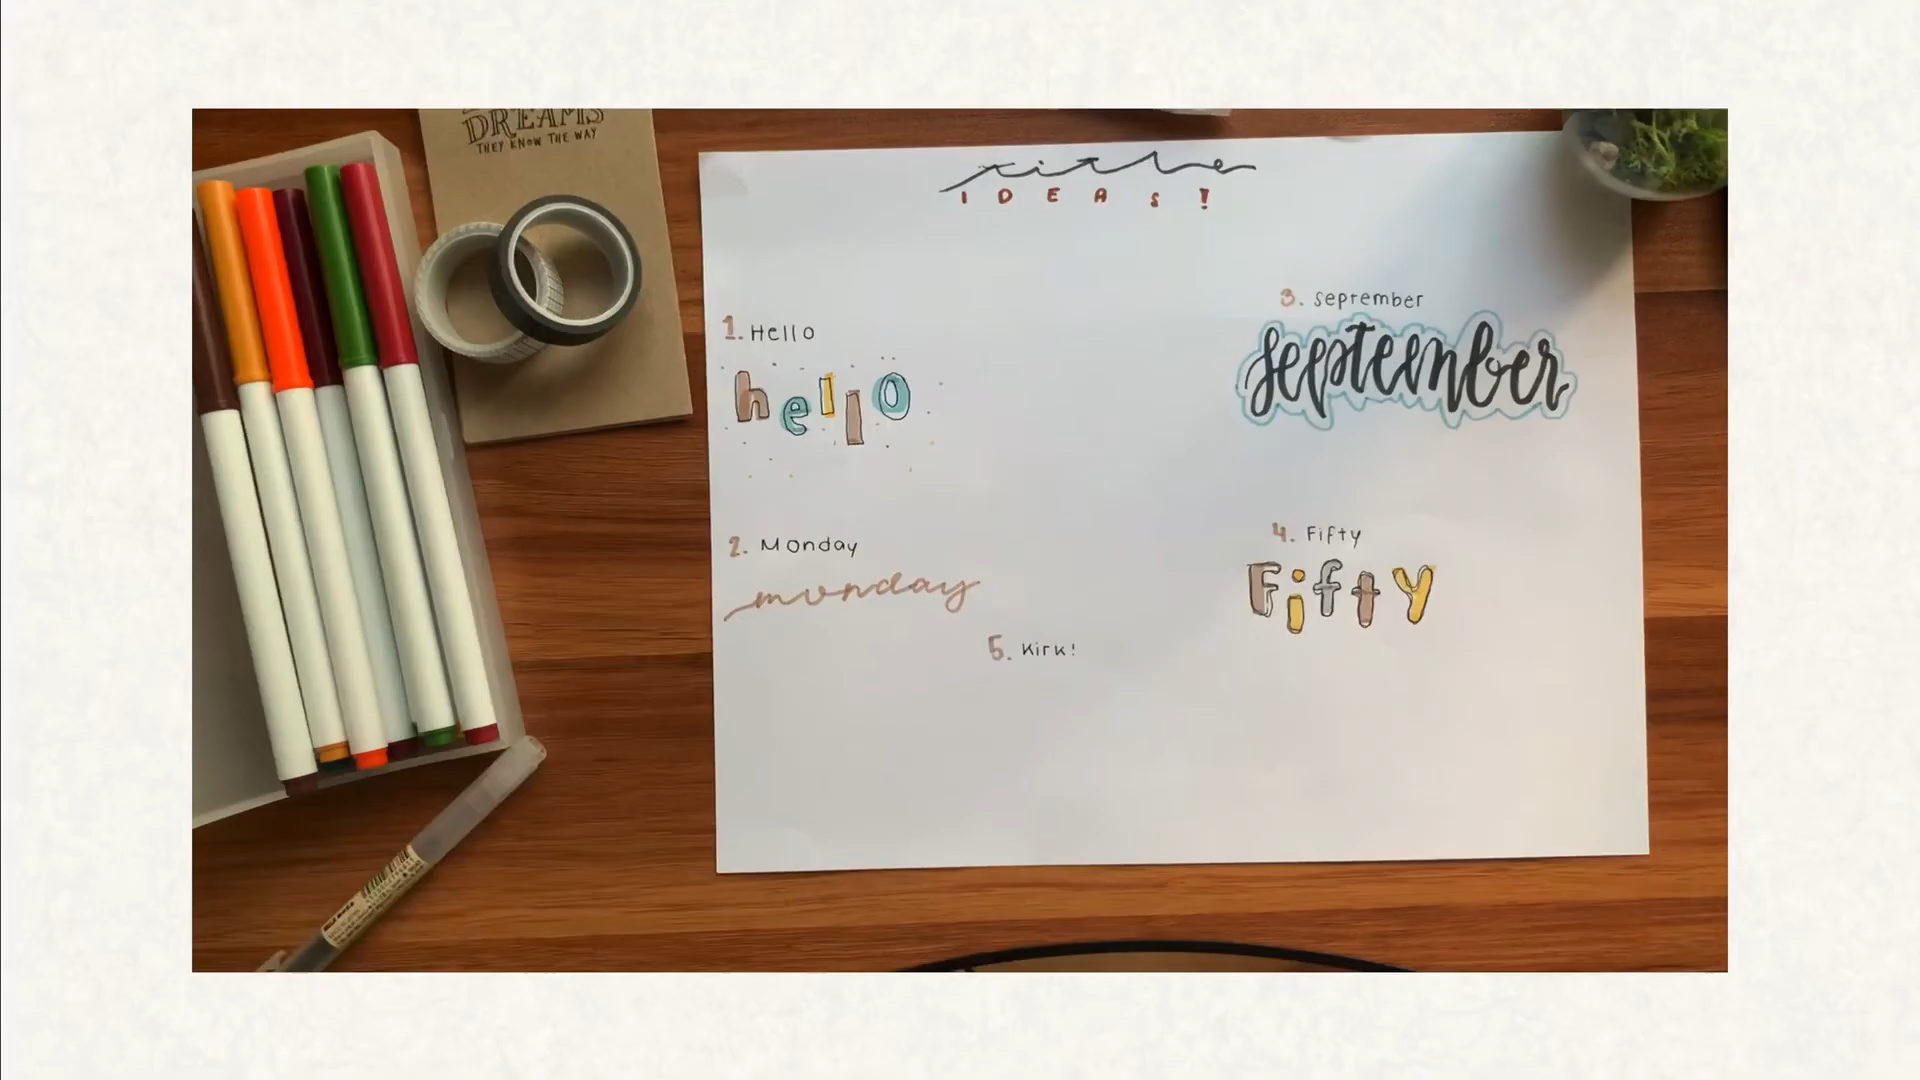 DREAMS
THEY KNOW THE WAY
title
IDEAS!
1. Hello
hello
2. Monday
monday
3. September
september
4. Fifty
Fifty
5. Kirk!